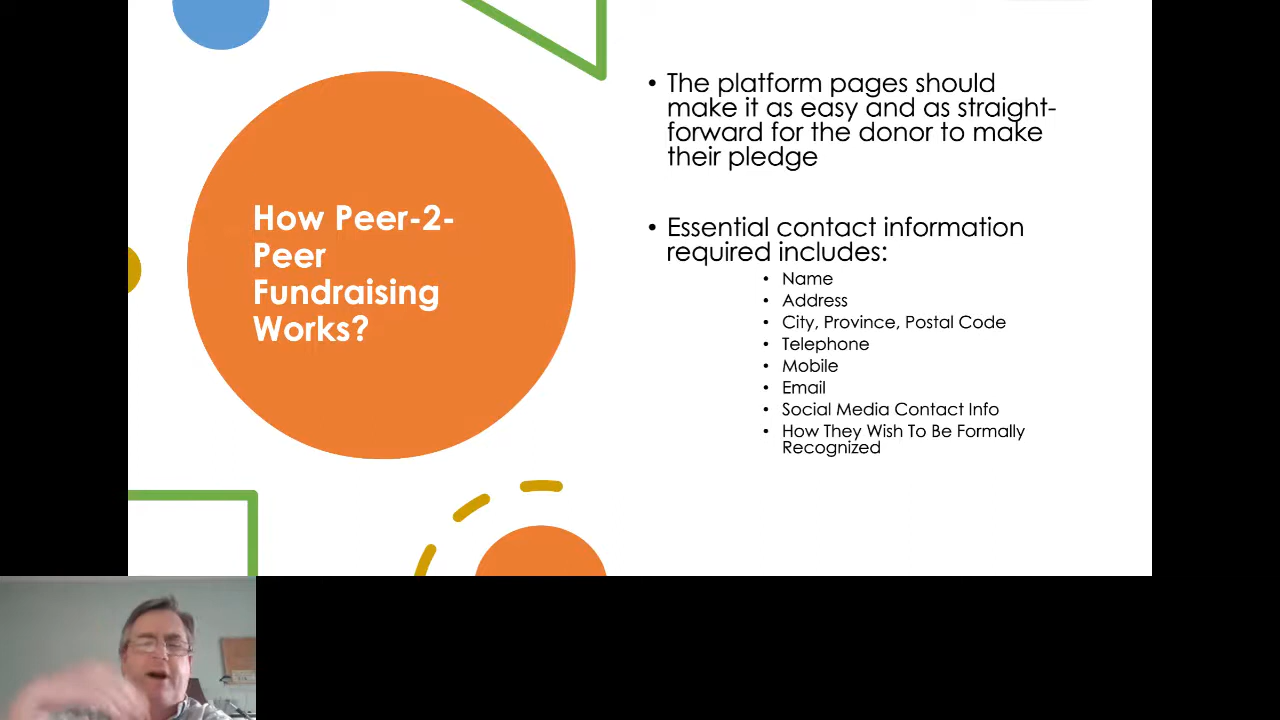 How Peer-2-
Peer
Fundraising
Works?
• The platform pages should
make it as easy and as straight-
forward for the donor to make
their pledge
• Essential contact information
required includes:
• Name
• Address
• City, Province, Postal Code
• Telephone
• Mobile
• Email
• Social Media Contact Info
• How They Wish To Be Formally
Recognized